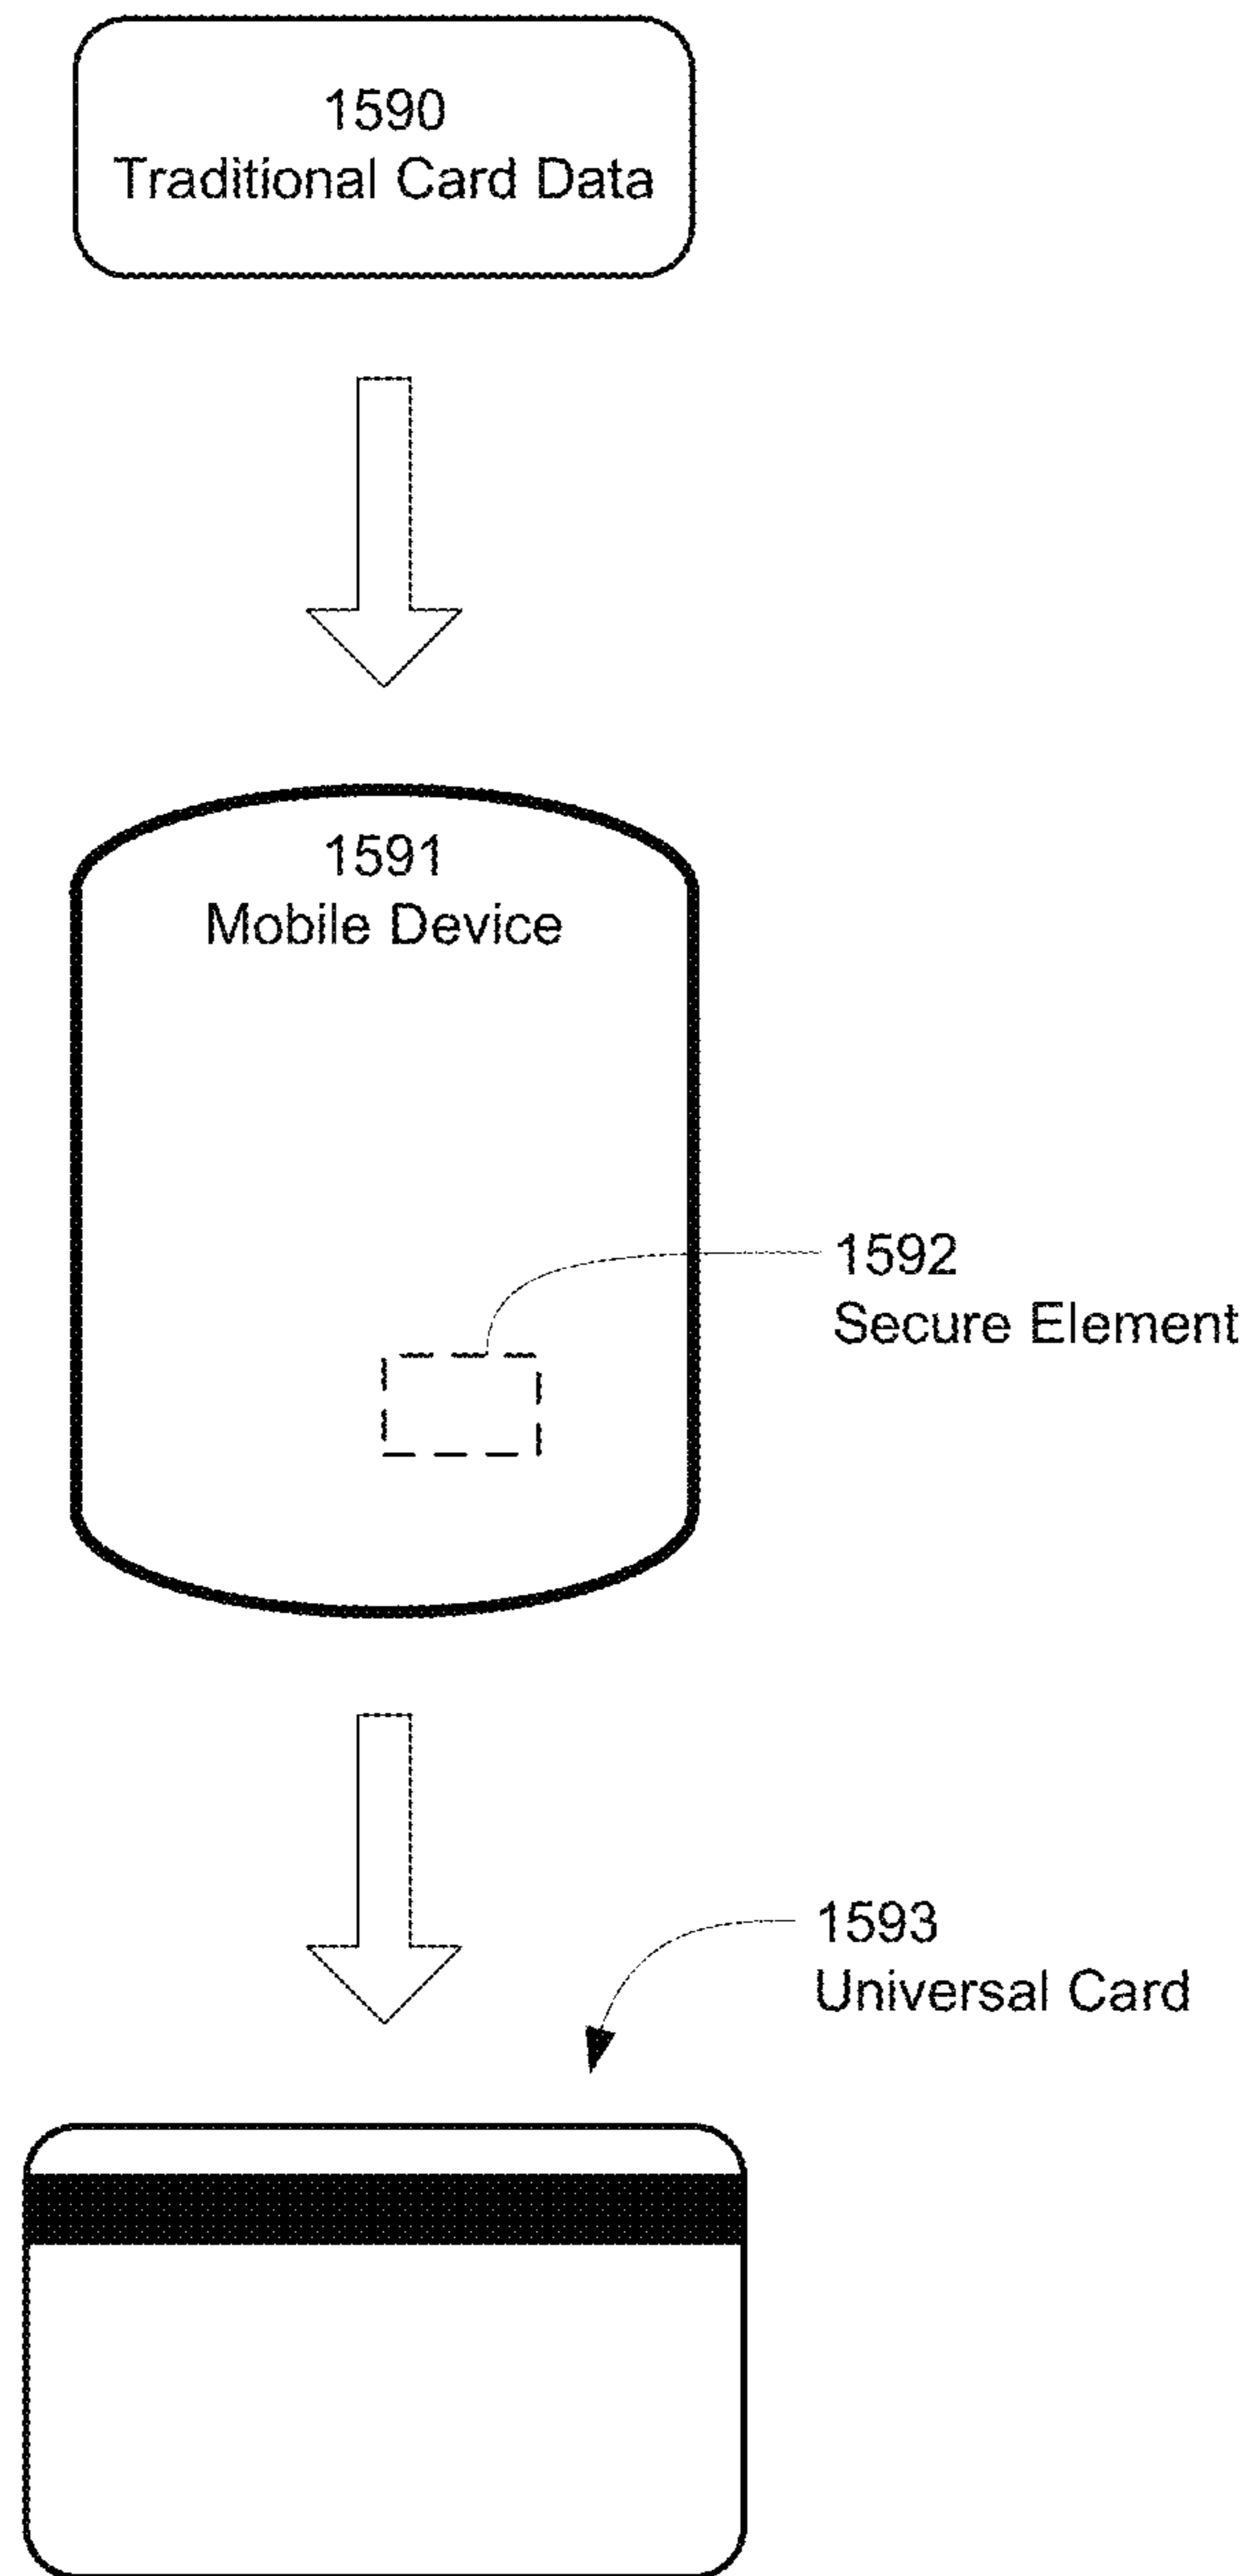 1590
Traditional Card Data
1591
Mobile Device
1592
Secure Element
1593
Universal Card